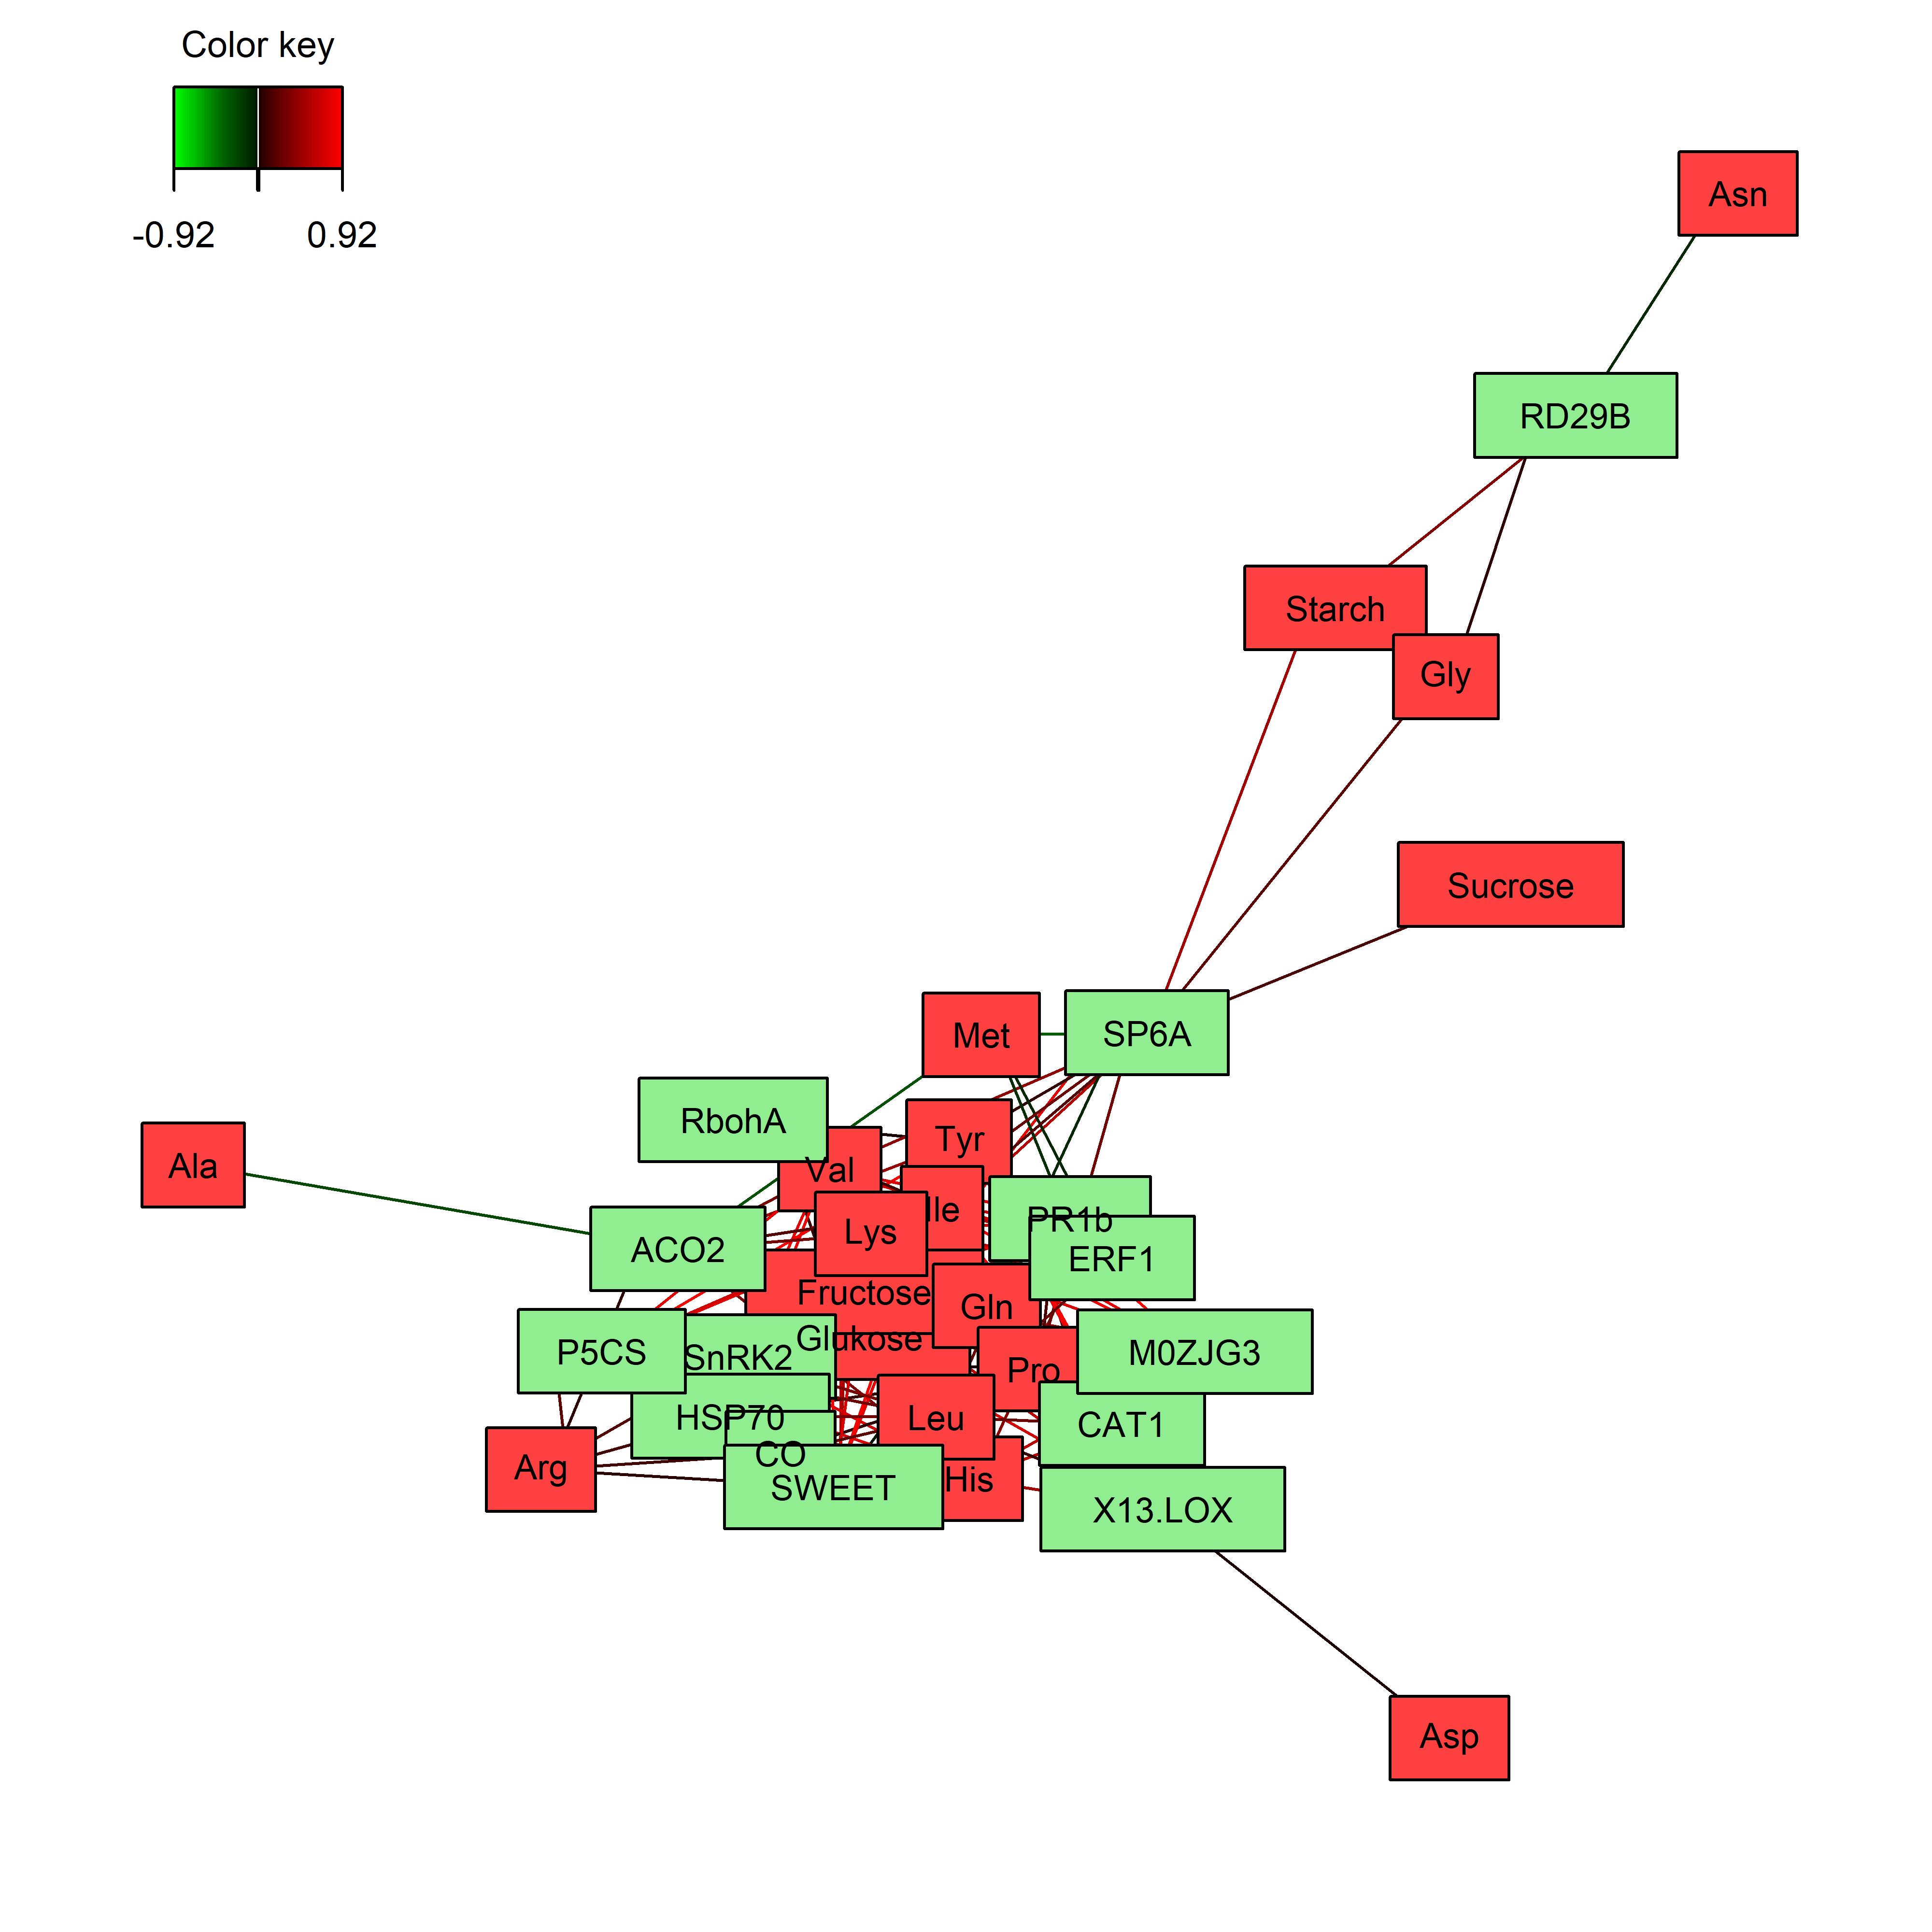 Color key
-0.92 0.92
Asn
RD29B
Starch
Gly
Sucrose
Met
SP6A
RbohA
Tyr
Ala
Val
Ile
PR1b
Lys
ACO2
ERF1
Fructose
Gln
Glukose
P5CS
SnRK2
M0ZJG3
Pro
HSP70
Leu
CAT1
CO
Arg
SWEET
His
X13.LOX
Asp